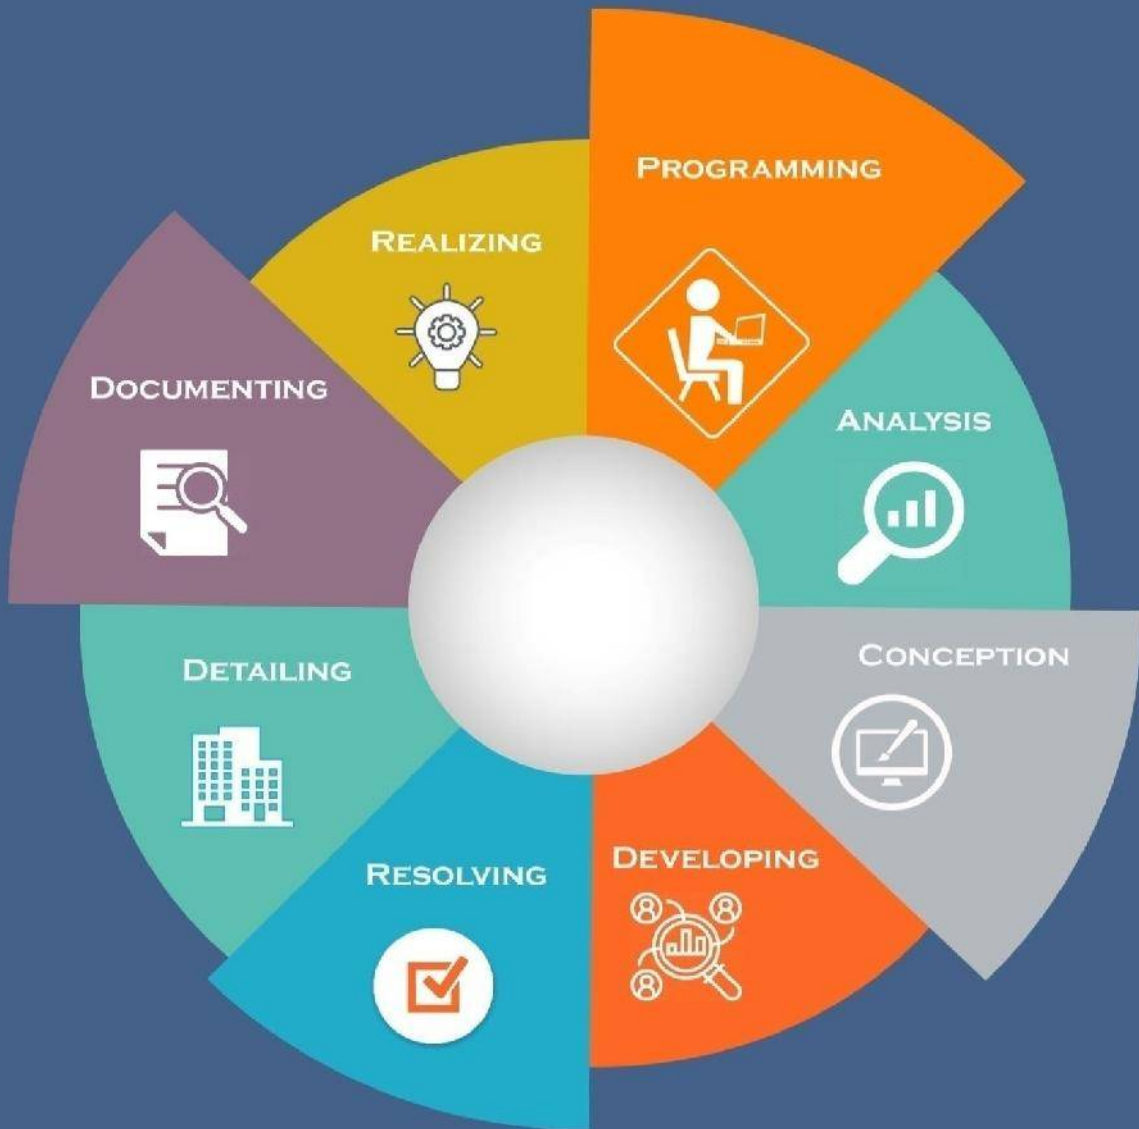 PROGRAMMING
REALIZING
DOCUMENTING
ANALYSIS
CONCEPTION
DETAILING
DEVELOPING
RESOLVING